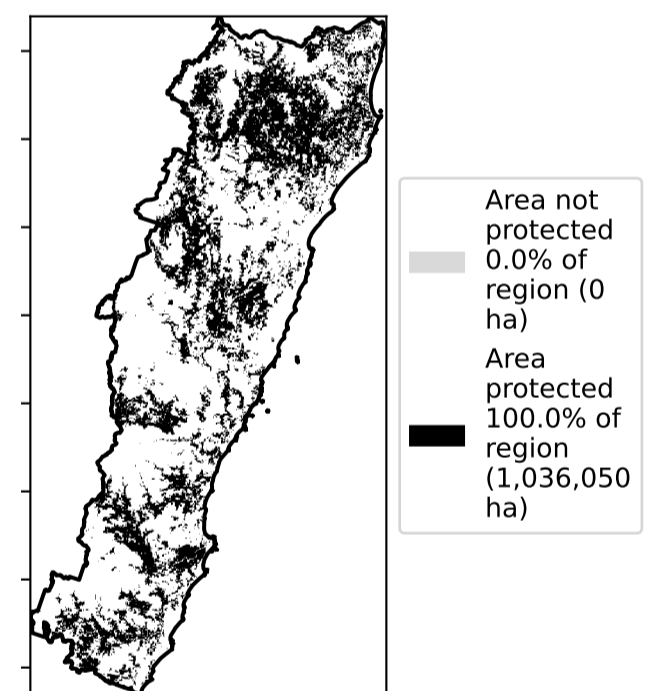 Area not
protected
0.0% of
region (0
ha)
Area
protected
100.0% of
region
(1,036,050
ha)